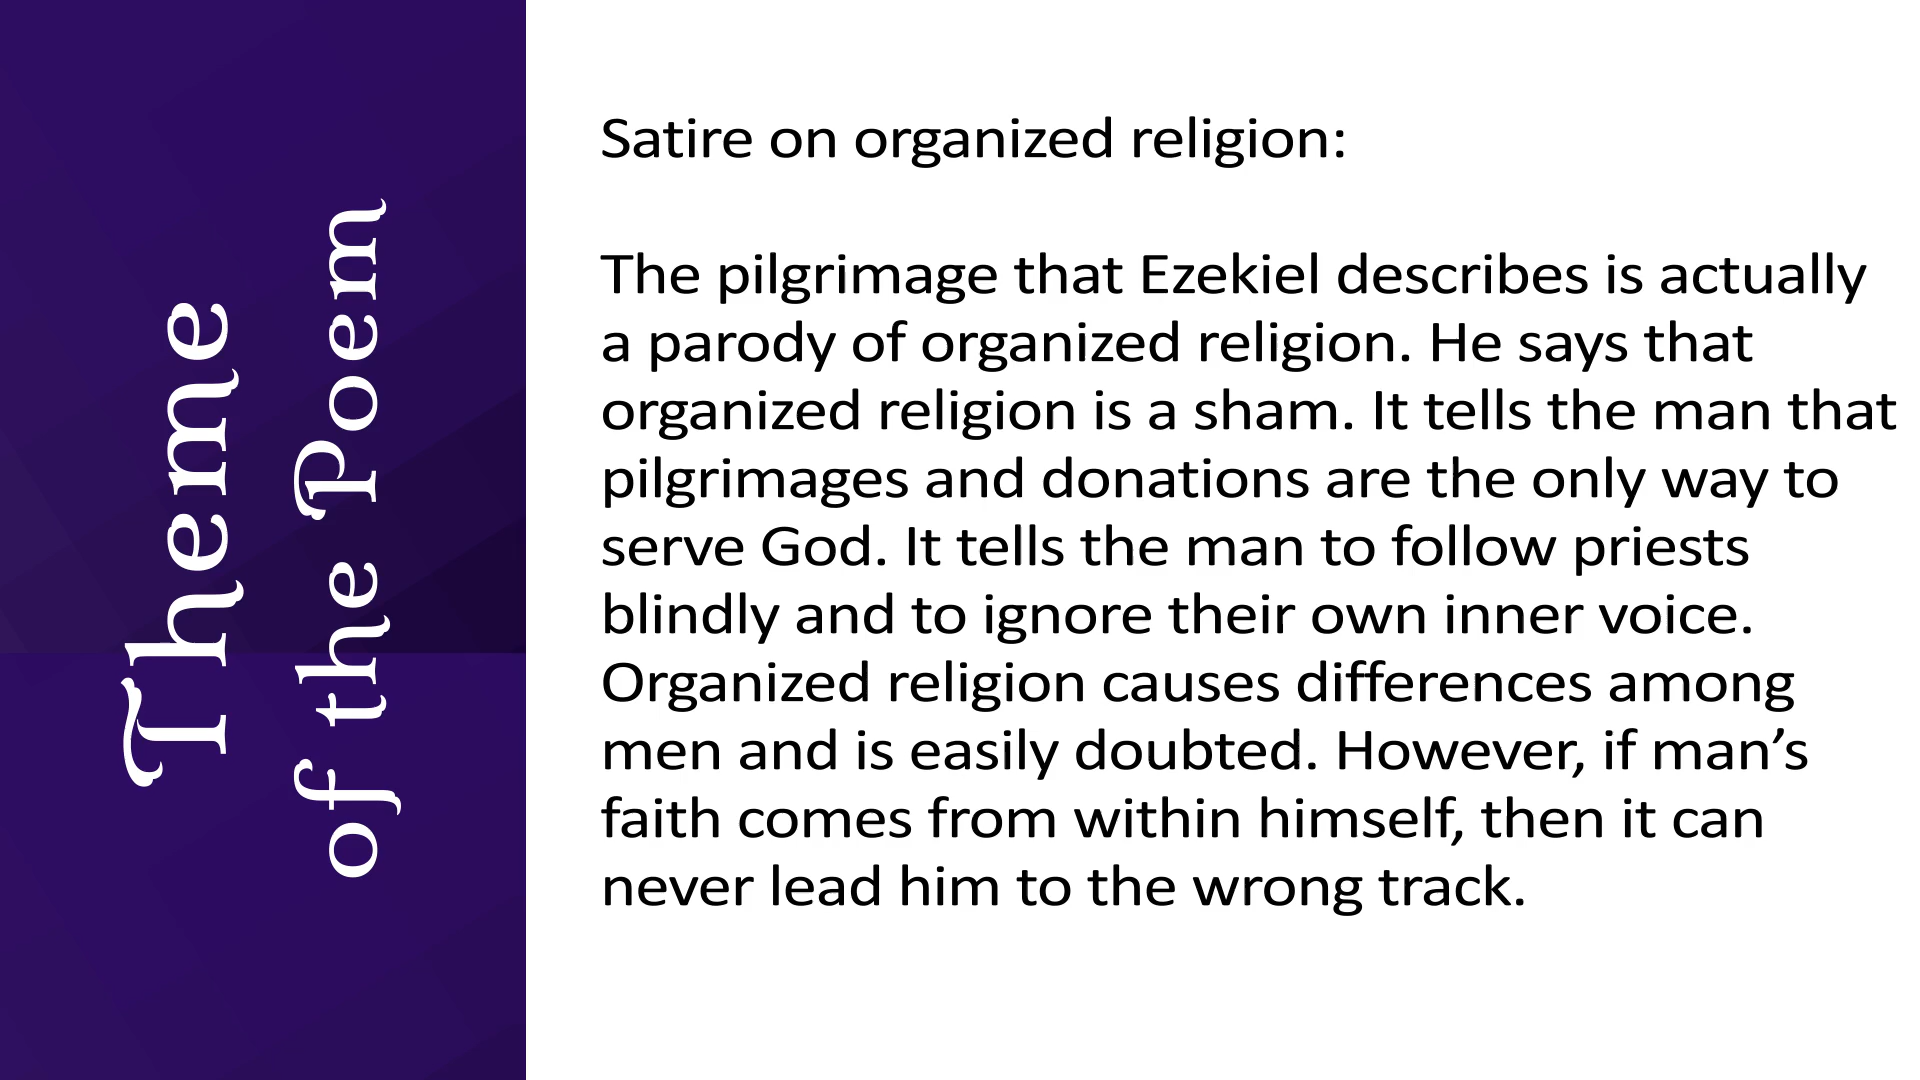 Theme
of the Poem
Satire on organized religion:
The pilgrimage that Ezekiel describes is actually
a parody of organized religion. He says that
organized religion is a sham. It tells the man that
pilgrimages and donations are the only way to
serve God. It tells the man to follow priests
blindly and to ignore their own inner voice.
Organized religion causes differences among
men and is easily doubted. However, if man’s
faith comes from within himself, then it can
never lead him to the wrong track.